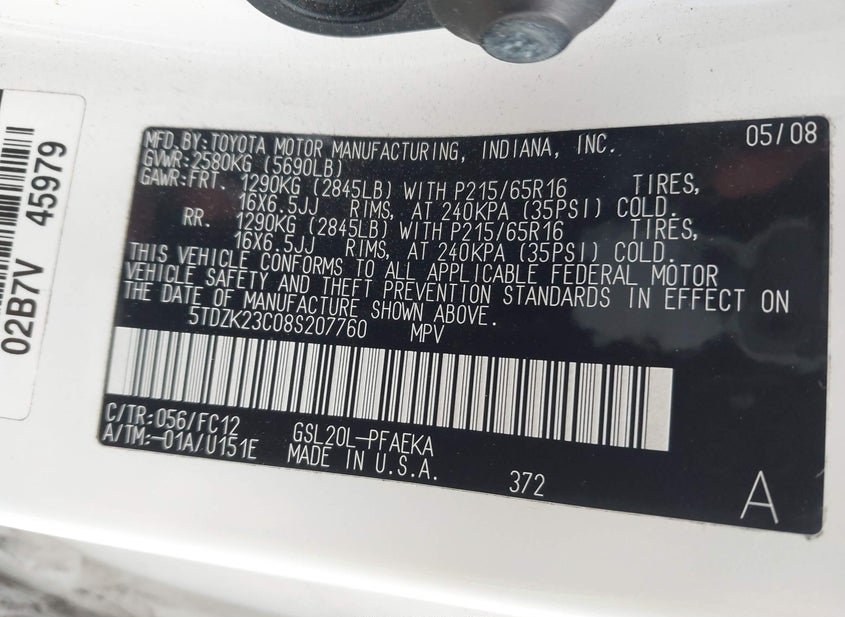 02B7V 45979
MFD.BY:TOYOTA MOTOR MANUFACTURING, INDIANA, INC. 05/08
GVWR:2580KG (5690LB)
GAWR:FRT. 1290KG (2845LB) WITH P215/65R16 TIRES,
16X6.5JJ RIMS, AT 240KPA (35PSI) COLD.
RR. 1290KG (2845LB) WITH P215/65R16 TIRES,
16X6.5JJ RIMS, AT 240KPA (35PSI) COLD.
THIS VEHICLE CONFORMS TO ALL APPLICABLE FEDERAL MOTOR
VEHICLE SAFETY AND THEFT PREVENTION STANDARDS IN EFFECT ON
THE DATE OF MANUFACTURE SHOWN ABOVE.
5TDZK23C08S207760 MPV
C/TR:056/FC12 GSL20L-PFAEKA
A/TM:-01A/U151E MADE IN U.S.A. 372
A